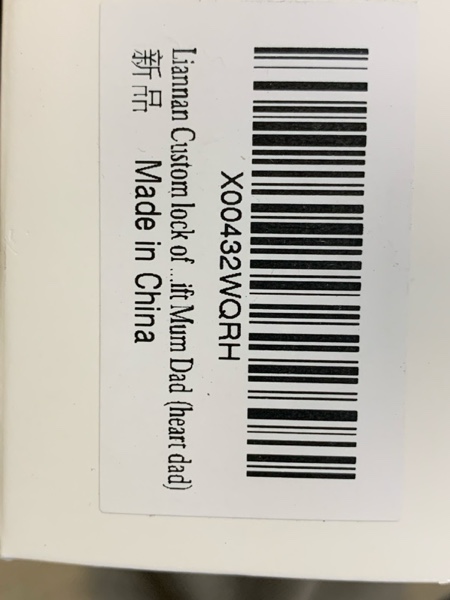 X00432WQRH
Liannan Custom lock of ...ift Mum Dad (heart dad)
新品 Made in China